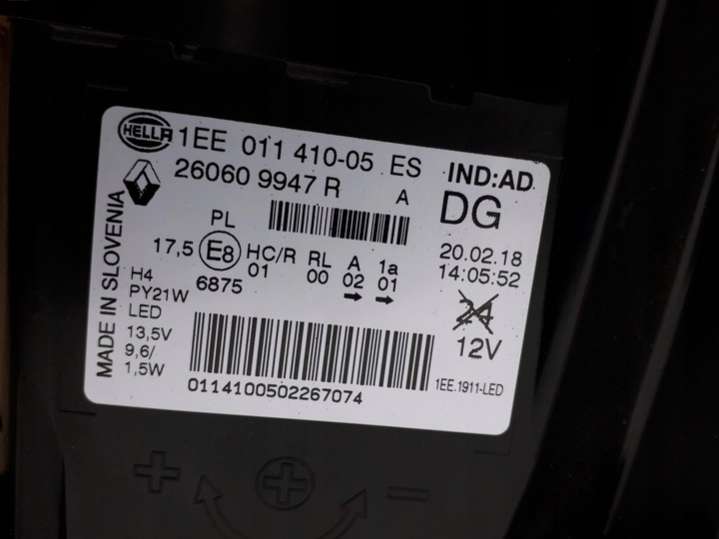 HELLA 1EE 011 410-05 ES
IND:AD
26060 9947 R A
DG
MADE IN SLOVENIA
PL
17,5 E8 HC/R RL A 1a
01 00 02 01
6875
20.02.18
14:05:52
H4
PY21W
LED
13,5V
9,6/
1,5W
24
12V
0114100502267074
1EE.1911-LED